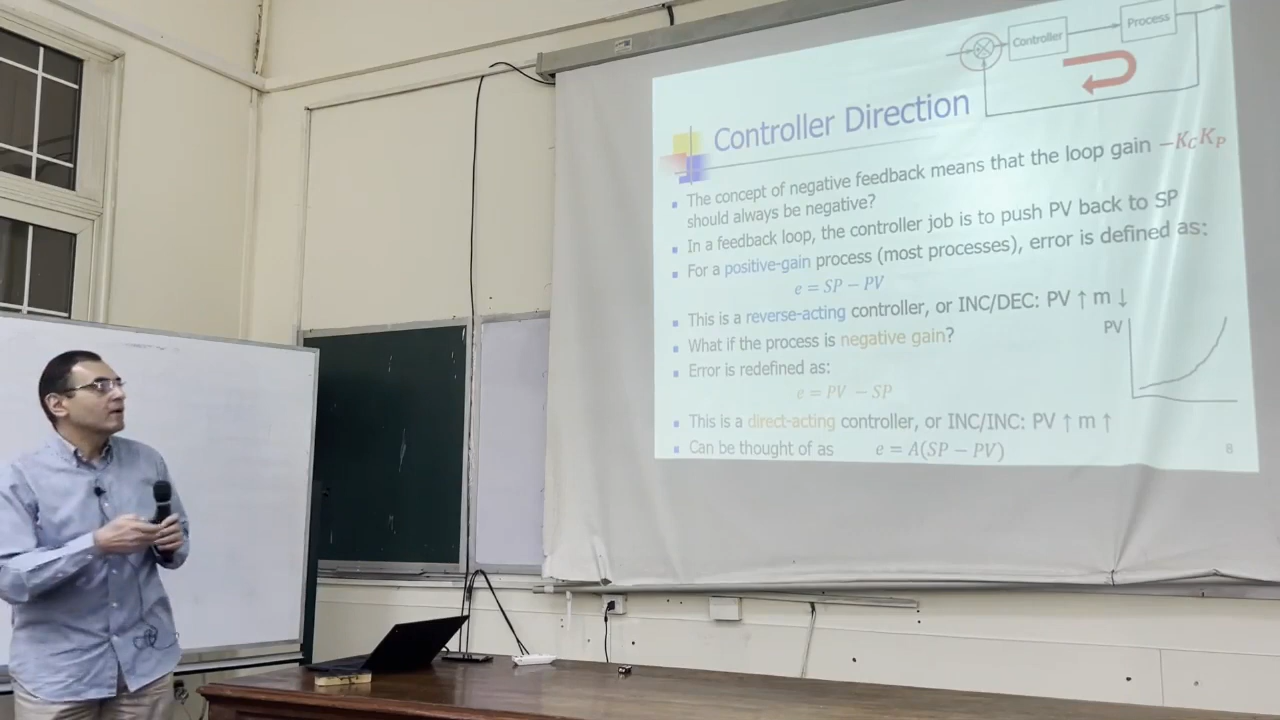 Controller
Process
Controller Direction
The concept of negative feedback means that the loop gain −K_C K_P
should always be negative?
In a feedback loop, the controller job is to push PV back to SP
For a positive-gain process (most processes), error is defined as:
e = SP − PV
This is a reverse-acting controller, or INC/DEC: PV ↑ m ↓
What if the process is negative gain?
PV
Error is redefined as:
e = PV − SP
This is a direct-acting controller, or INC/INC: PV ↑ m ↑
Can be thought of as e = A(SP − PV)